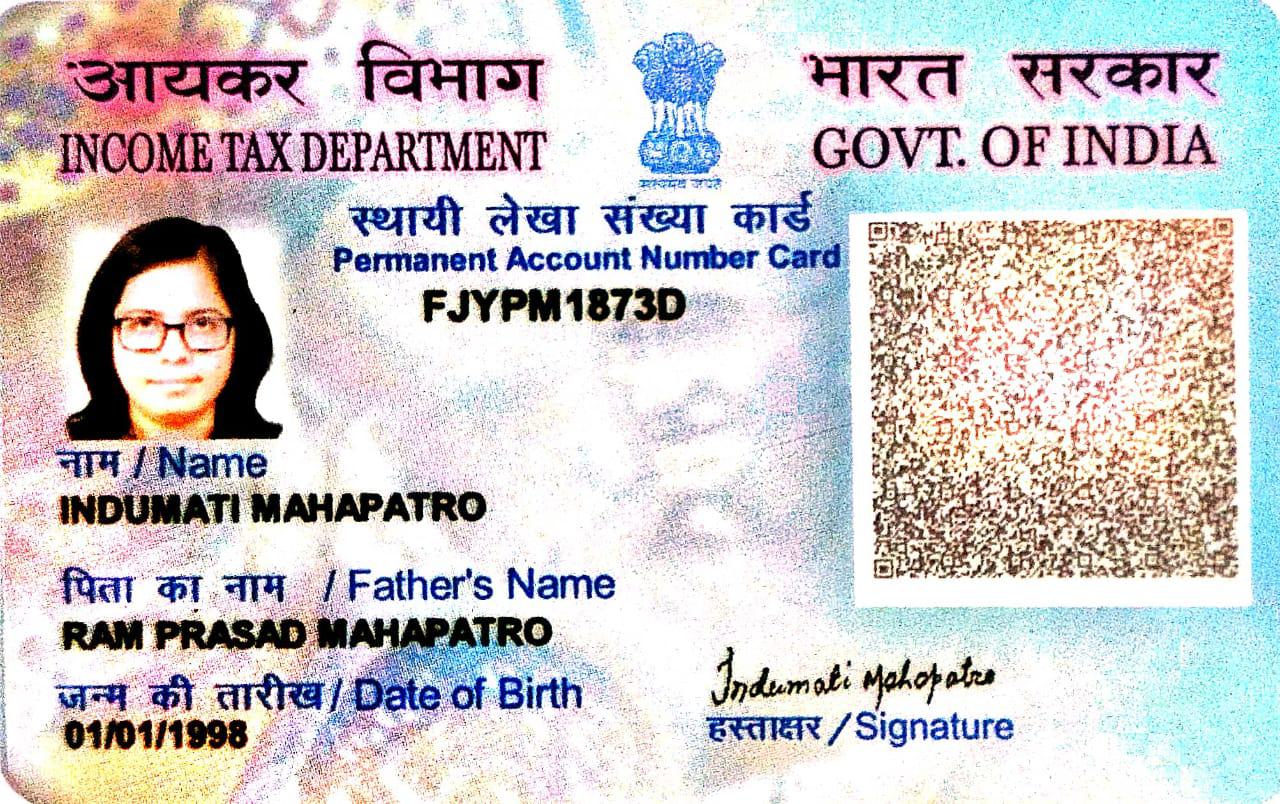 आयकर विभाग
INCOME TAX DEPARTMENT
भारत सरकार
GOVT. OF INDIA
सत्यमेव जयते
स्थायी लेखा संख्या कार्ड
Permanent Account Number Card
FJYPM1873D
नाम / Name
INDUMATI MAHAPATRO
पिता का नाम / Father's Name
RAM PRASAD MAHAPATRO
जन्म की तारीख / Date of Birth
01/01/1998
Indumati Mahapatro
हस्ताक्षर / Signature